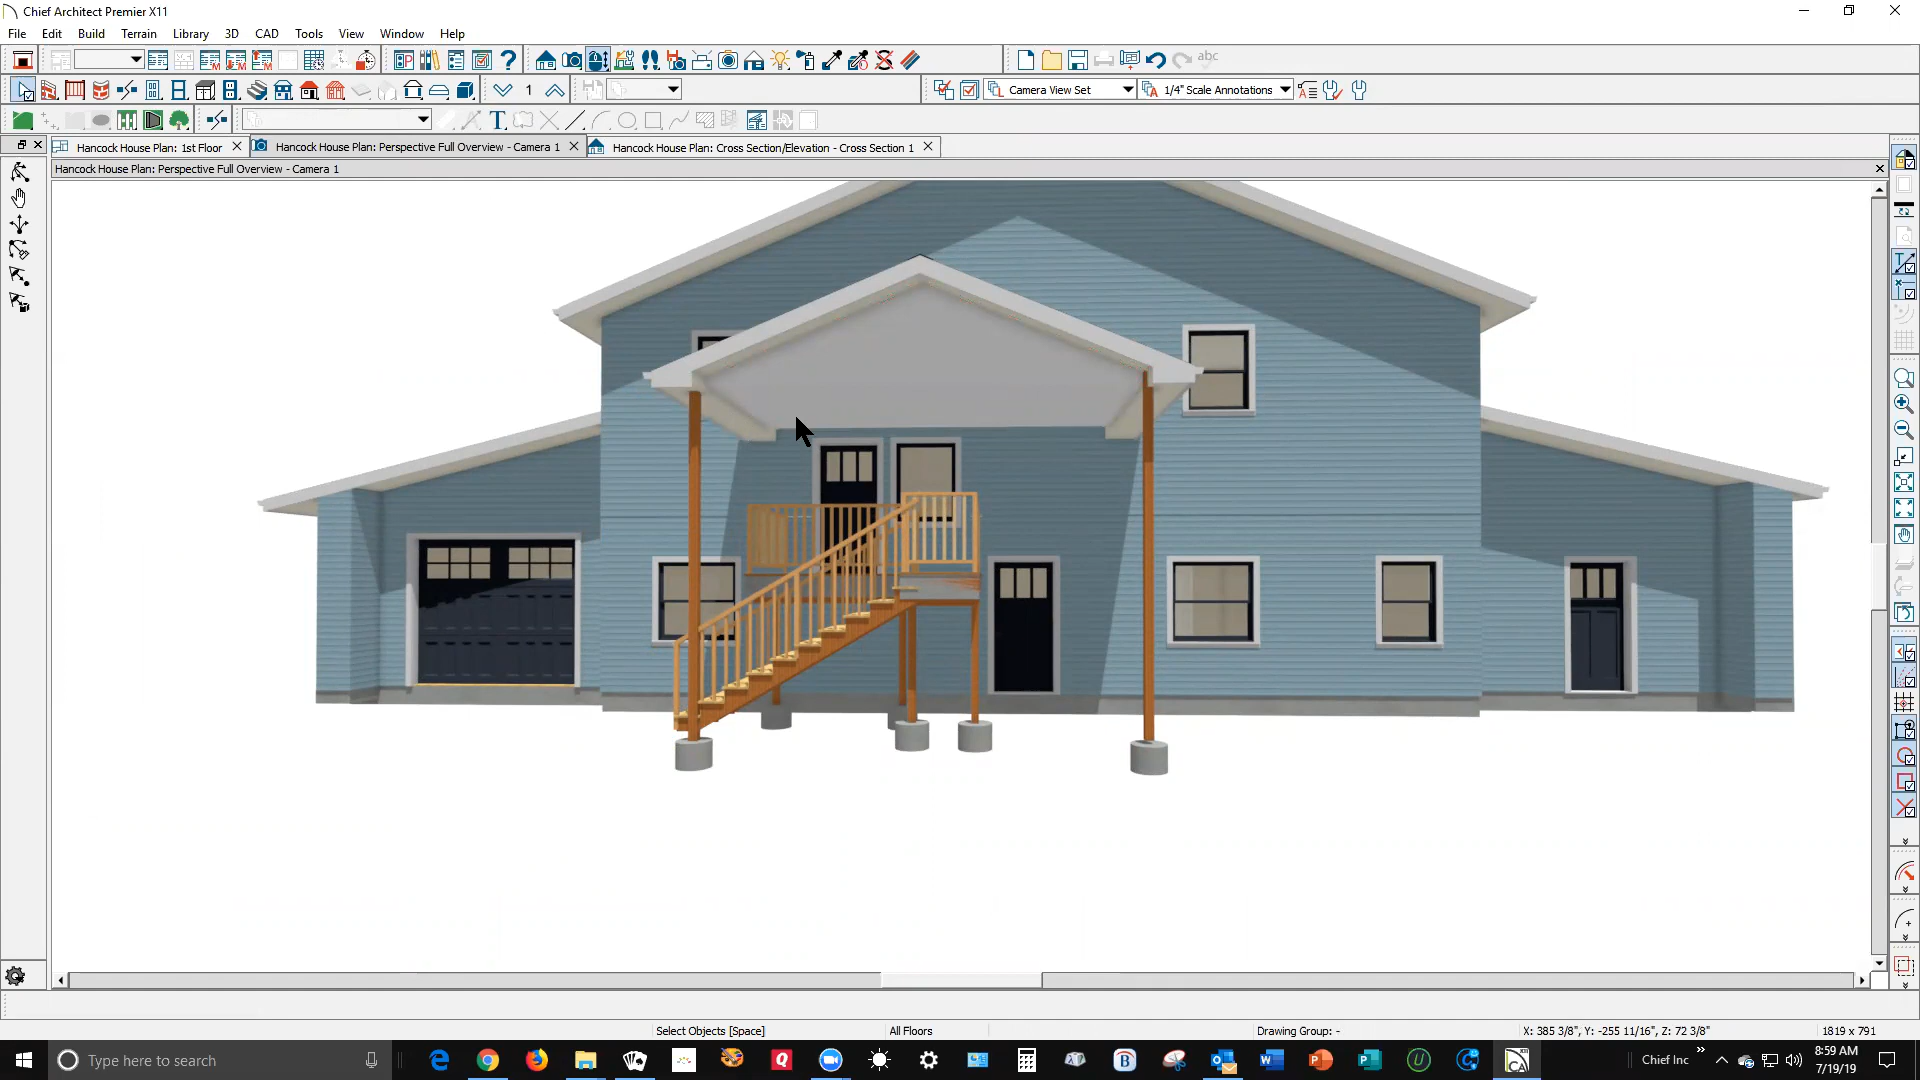 Chief Architect Premier X11
File Edit Build Terrain Library 3D CAD Tools View Window Help
abc
1 Camera View Set 1/4" Scale Annotations
Hancock House Plan: 1st Floor Hancock House Plan: Perspective Full Overview - Camera 1 Hancock House Plan: Cross Section/Elevation - Cross Section 1
Hancock House Plan: Perspective Full Overview - Camera 1
Select Objects [Space] All Floors Drawing Group: - X: 385 3/8", Y: -255 11/16", Z: 72 3/8" 1819 x 791
Type here to search
Chief Inc
8:59 AM
7/19/19